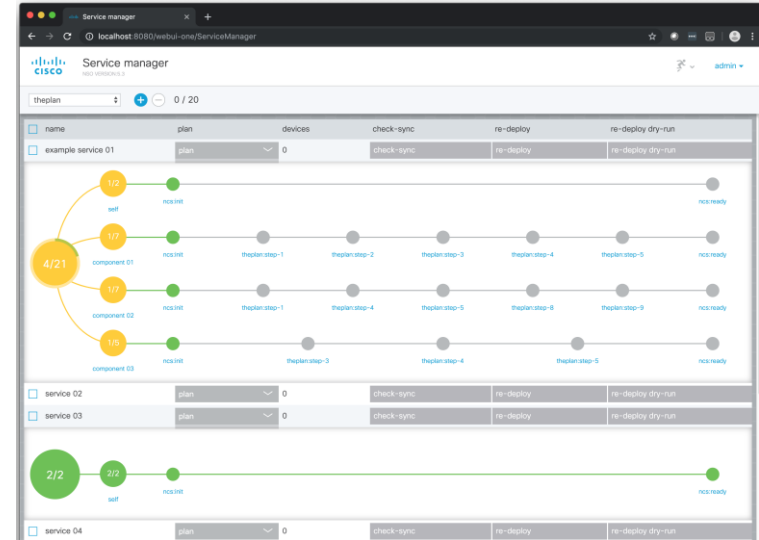 Service manager
localhost:8080/webui-one/ServiceManager
CISCO
Service manager
NSO VERSION 5.3
admin
theplan 0 / 20
name plan devices check-sync re-deploy re-deploy dry-run
example service 01 plan 0 check-sync re-deploy re-deploy dry-run
1/2
self ncs:init ncs:ready
4/21
1/7
component 01 ncs:init theplan:step-1 theplan:step-2 theplan:step-3 theplan:step-4 theplan:step-5 ncs:ready
1/7
component 02 ncs:init theplan:step-1 theplan:step-4 theplan:step-5 theplan:step-8 theplan:step-9 ncs:ready
1/5
component 03 ncs:init theplan:step-3 theplan:step-4 theplan:step-5 ncs:ready
service 02 plan 0 check-sync re-deploy re-deploy dry-run
service 03 plan 0 check-sync re-deploy re-deploy dry-run
2/2 2/2
self ncs:init ncs:ready
service 04 plan 0 check-sync re-deploy re-deploy dry-run